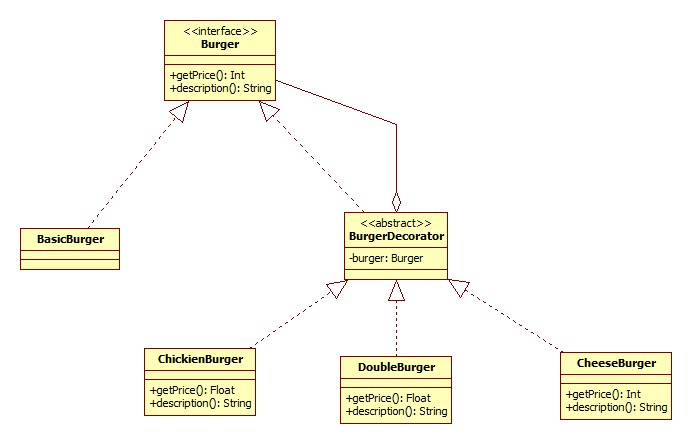 <<interface>>
Burger
+getPrice(): Int
+description(): String
<<abstract>>
BurgerDecorator
-burger: Burger
BasicBurger
ChickienBurger
+getPrice(): Float
+description(): String
DoubleBurger
+getPrice(): Float
+description(): String
CheeseBurger
+getPrice(): Int
+description(): String